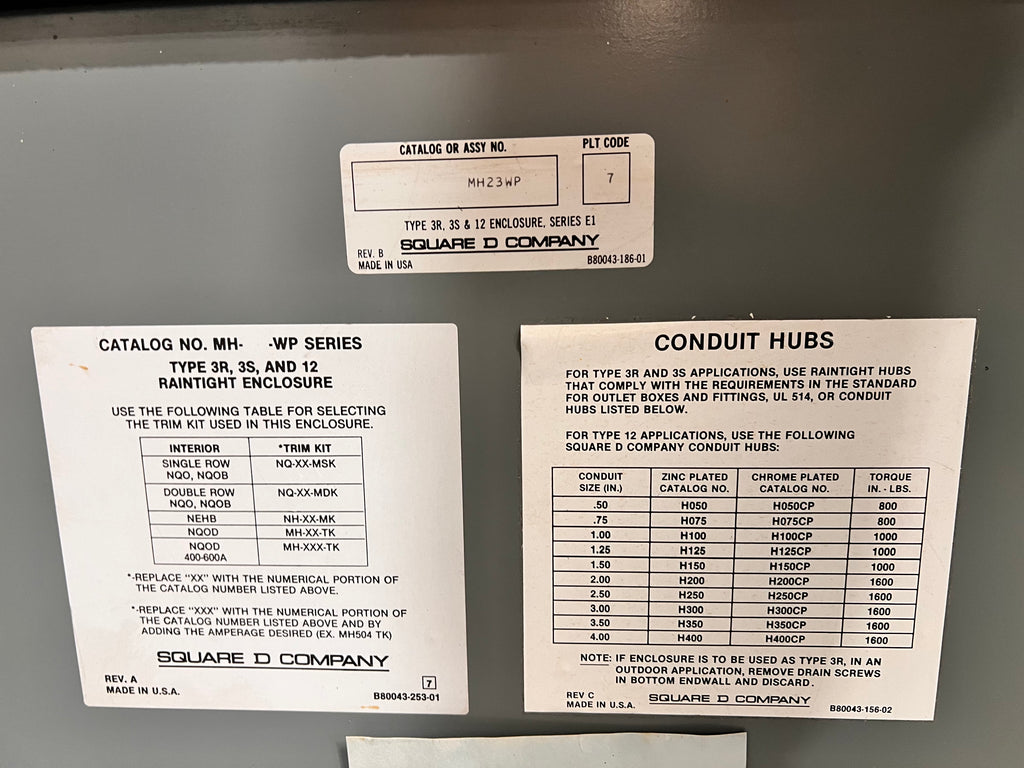 CATALOG OR ASSY NO. PLT CODE
MH23WP 7
TYPE 3R, 3S & 12 ENCLOSURE, SERIES E1
SQUARE D COMPANY
REV. B
MADE IN USA B80043-186-01
CATALOG NO. MH- -WP SERIES
TYPE 3R, 3S, AND 12
RAINTIGHT ENCLOSURE
USE THE FOLLOWING TABLE FOR SELECTING
THE TRIM KIT USED IN THIS ENCLOSURE.
INTERIOR *TRIM KIT
SINGLE ROW NQ-XX-MSK
NQO, NQOB
DOUBLE ROW NQ-XX-MDK
NQO, NQOB
NEHB NH-XX-MK
NQOD MH-XX-TK
NQOD MH-XXX-TK
400-600A
*-REPLACE "XX" WITH THE NUMERICAL PORTION OF
THE CATALOG NUMBER LISTED ABOVE.
*-REPLACE "XXX" WITH THE NUMERICAL PORTION OF
THE CATALOG NUMBER LISTED ABOVE AND BY
ADDING THE AMPERAGE DESIRED (EX. MH504 TK)
SQUARE D COMPANY
REV. A 7
MADE IN U.S.A. B80043-253-01
CONDUIT HUBS
FOR TYPE 3R AND 3S APPLICATIONS, USE RAINTIGHT HUBS
THAT COMPLY WITH THE REQUIREMENTS IN THE STANDARD
FOR OUTLET BOXES AND FITTINGS, UL 514, OR CONDUIT
HUBS LISTED BELOW.
FOR TYPE 12 APPLICATIONS, USE THE FOLLOWING
SQUARE D COMPANY CONDUIT HUBS:
CONDUIT ZINC PLATED CHROME PLATED TORQUE
SIZE (IN.) CATALOG NO. CATALOG NO. IN. - LBS.
.50 H050 H050CP 800
.75 H075 H075CP 800
1.00 H100 H100CP 1000
1.25 H125 H125CP 1000
1.50 H150 H150CP 1000
2.00 H200 H200CP 1600
2.50 H250 H250CP 1600
3.00 H300 H300CP 1600
3.50 H350 H350CP 1600
4.00 H400 H400CP 1600
NOTE: IF ENCLOSURE IS TO BE USED AS TYPE 3R, IN AN
OUTDOOR APPLICATION, REMOVE DRAIN SCREWS
IN BOTTOM ENDWALL AND DISCARD.
REV C SQUARE D COMPANY
MADE IN U.S.A. B80043-156-02